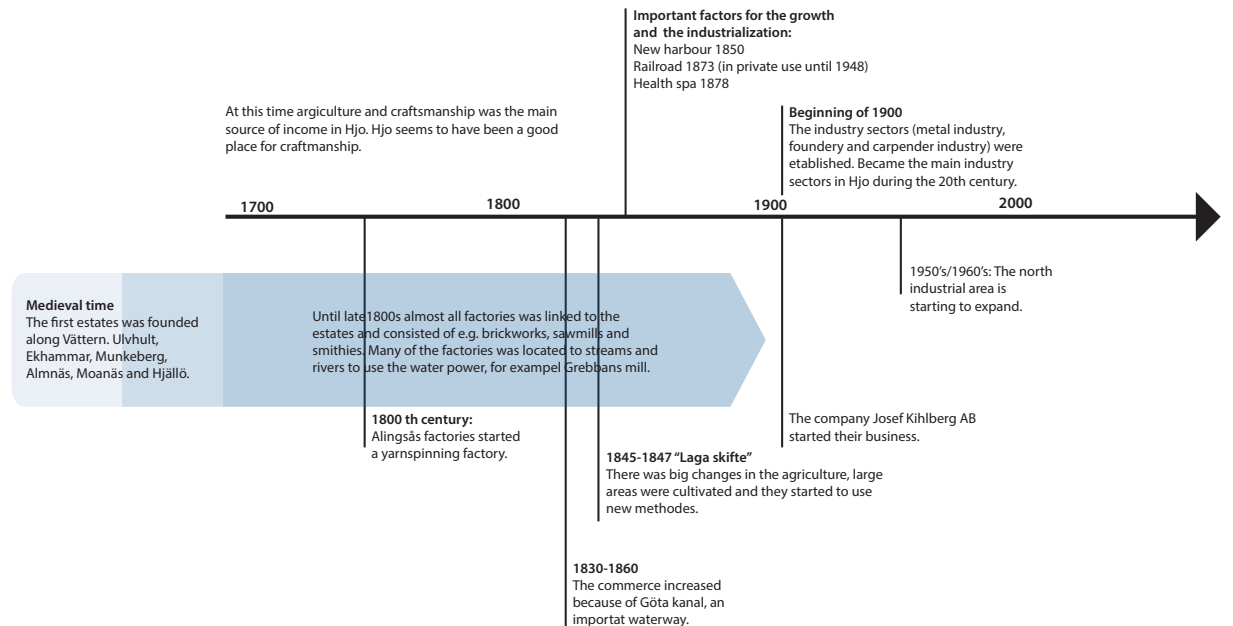 Important factors for the growth
and the industrialization:
New harbour 1850
Railroad 1873 (in private use until 1948)
Health spa 1878
At this time argiculture and craftsmanship was the main
source of income in Hjo. Hjo seems to have been a good
place for craftmanship.
Beginning of 1900
The industry sectors (metal industry,
foundery and carpender industry) were
etablished. Became the main industry
sectors in Hjo during the 20th century.
1700
1800
1900
2000
1950's/1960's: The north
industrial area is
starting to expand.
Medieval time
The first estates was founded
along Vättern. Ulvhult,
Ekhammar, Munkeberg,
Almnäs, Moanäs and Hjällö.
Until late1800s almost all factories was linked to the
estates and consisted of e.g. brickworks, sawmills and
smithies. Many of the factories was located to streams and
rivers to use the water power, for exampel Grebbans mill.
1800 th century:
Alingsås factories started
a yarnspinning factory.
The company Josef Kihlberg AB
started their business.
1845-1847 “Laga skifte”
There was big changes in the agriculture, large
areas were cultivated and they started to use
new methodes.
1830-1860
The commerce increased
because of Göta kanal, an
importat waterway.